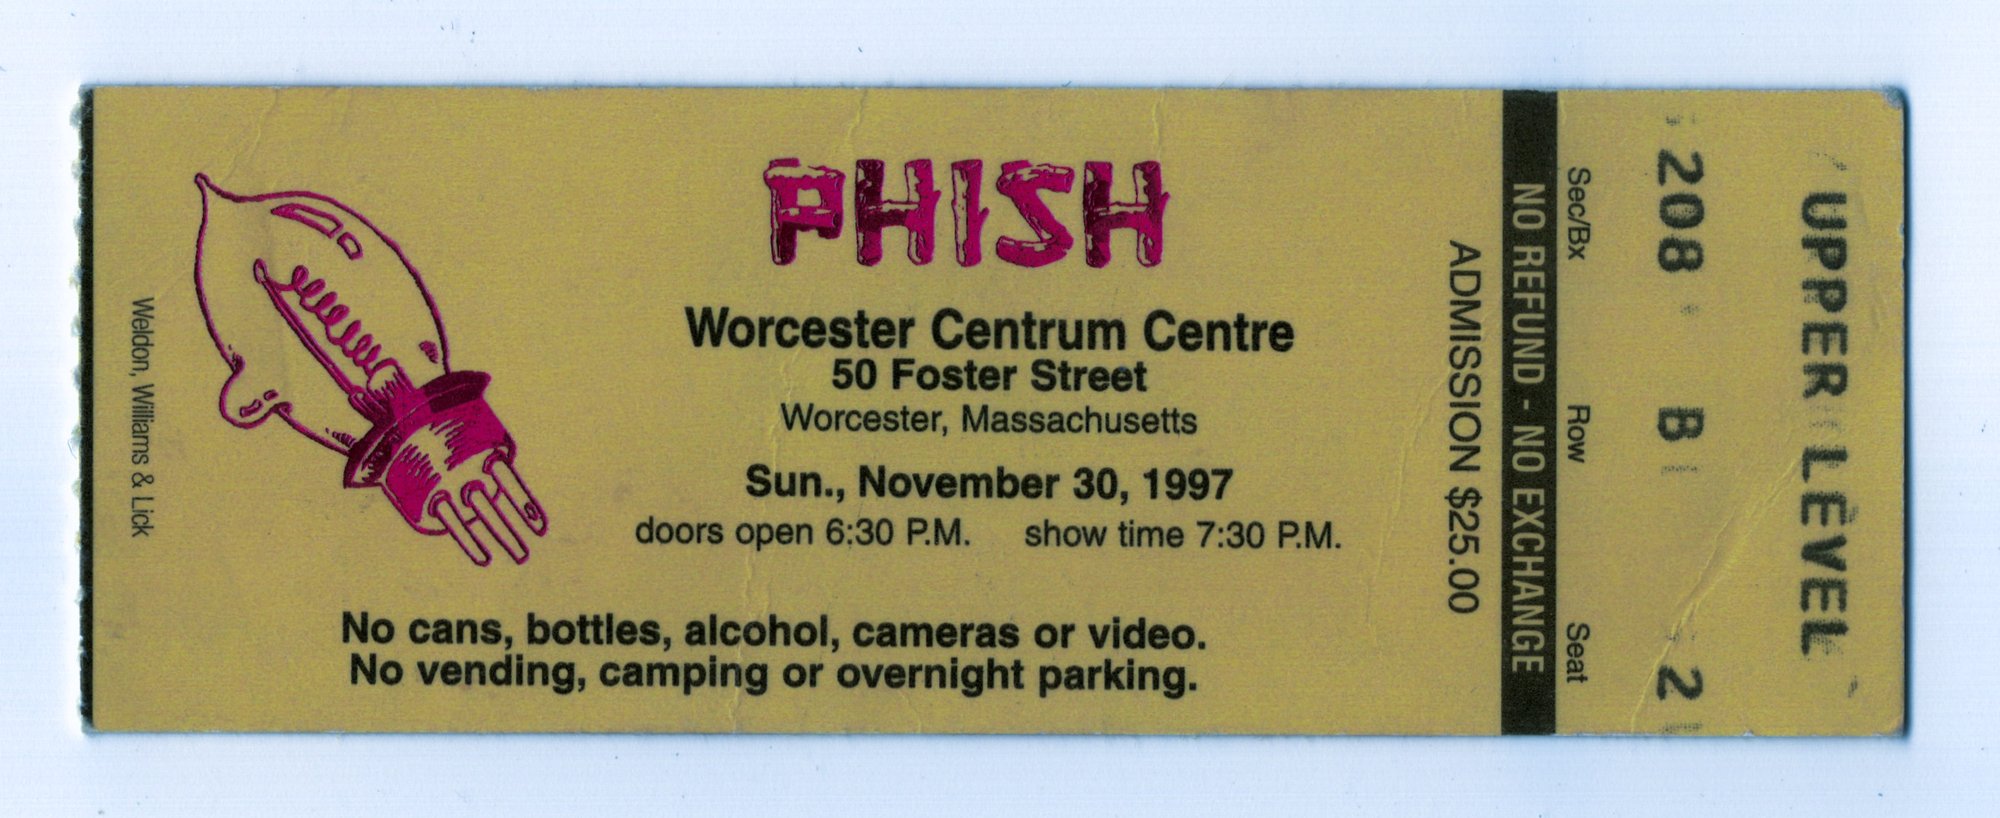 PHISH
Worcester Centrum Centre
50 Foster Street
Worcester, Massachusetts
Sun., November 30, 1997
doors open 6:30 P.M. show time 7:30 P.M.
No cans, bottles, alcohol, cameras or video.
No vending, camping or overnight parking.
Weldon, Williams & Lick
ADMISSION $25.00
NO REFUND - NO EXCHANGE
Sec/Bx Row Seat
208 B 2
UPPER LEVEL